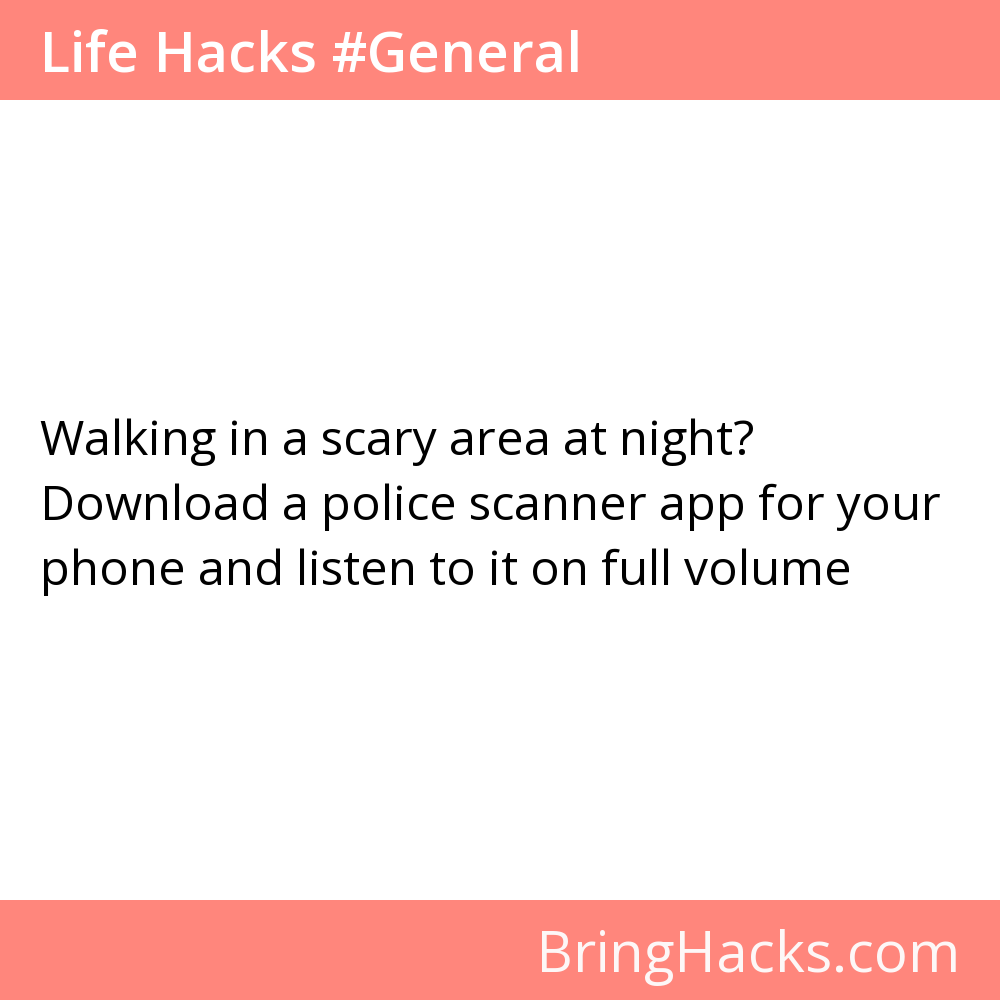 Life Hacks #General
Walking in a scary area at night?
Download a police scanner app for your
phone and listen to it on full volume
BringHacks.com